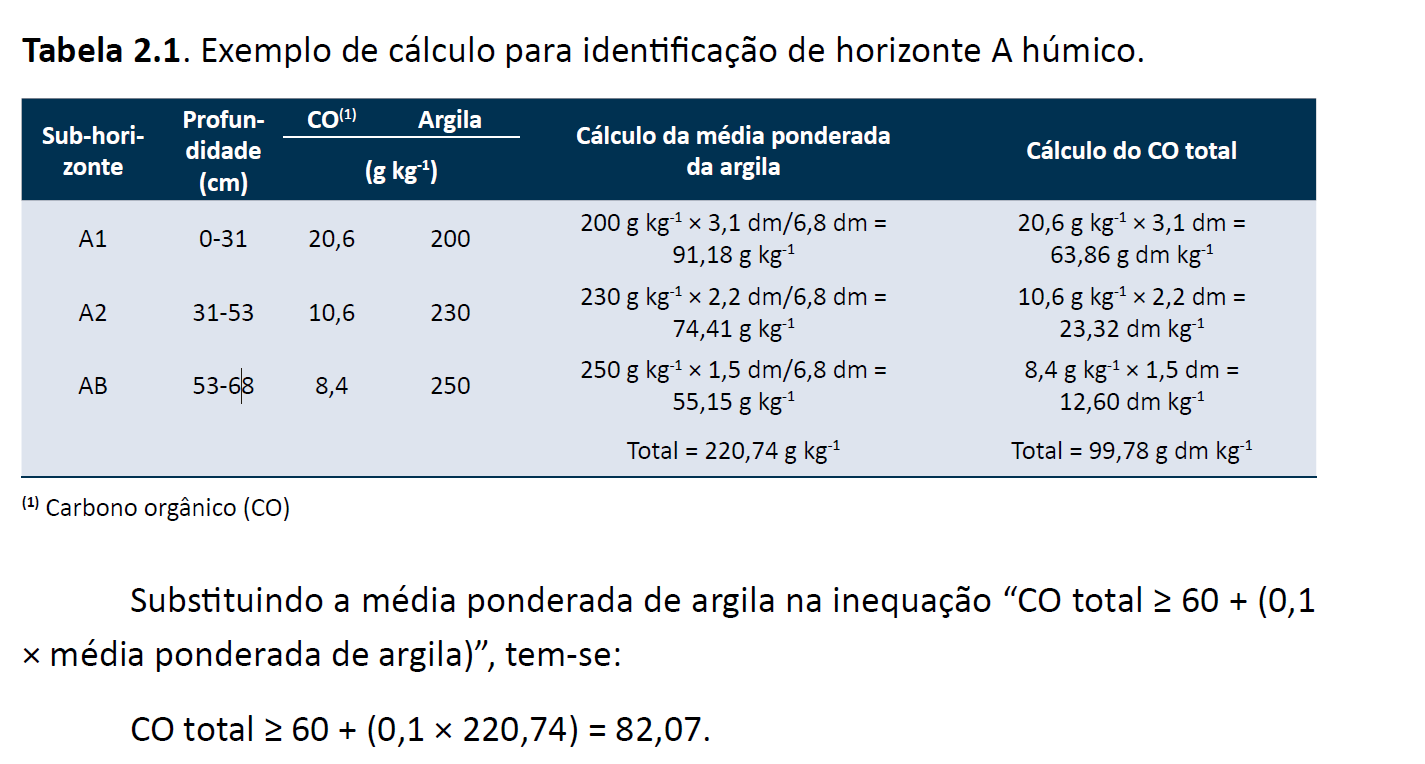 Tabela 2.1. Exemplo de cálculo para identificação de horizonte A húmico.
Sub-hori-
zonte
Profun-
didade
(cm)
CO(1) Argila
(g kg-1)
Cálculo da média ponderada
da argila
Cálculo do CO total
A1 0-31 20,6 200 200 g kg-1 × 3,1 dm/6,8 dm =
91,18 g kg-1
20,6 g kg-1 × 3,1 dm =
63,86 g dm kg-1
A2 31-53 10,6 230 230 g kg-1 × 2,2 dm/6,8 dm =
74,41 g kg-1
10,6 g kg-1 × 2,2 dm =
23,32 dm kg-1
AB 53-68 8,4 250 250 g kg-1 × 1,5 dm/6,8 dm =
55,15 g kg-1
8,4 g kg-1 × 1,5 dm =
12,60 dm kg-1
Total = 220,74 g kg-1 Total = 99,78 g dm kg-1
(1) Carbono orgânico (CO)
Substituindo a média ponderada de argila na inequação “CO total ≥ 60 + (0,1
× média ponderada de argila)”, tem-se:
CO total ≥ 60 + (0,1 × 220,74) = 82,07.